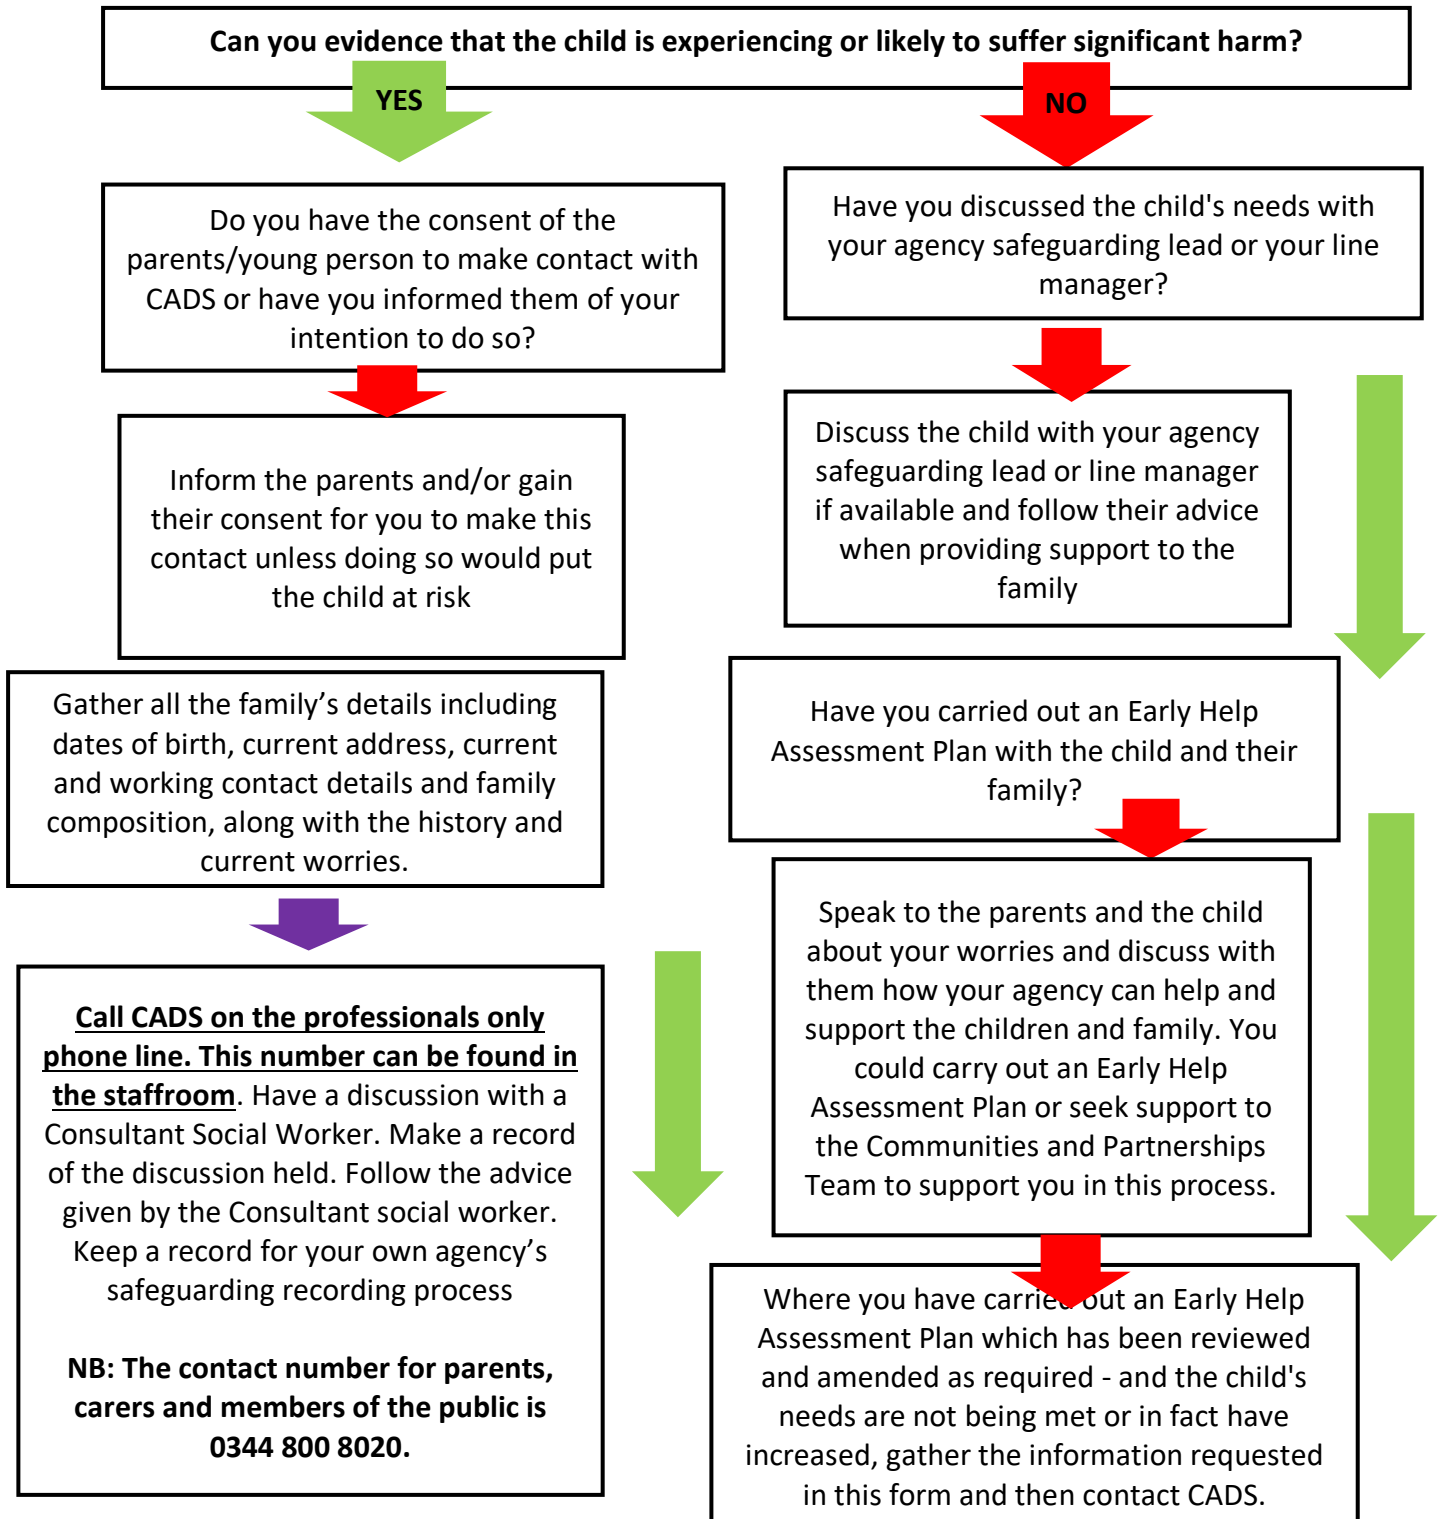 Can you evidence that the child is experiencing or likely to suffer significant harm?
YES
NO
Do you have the consent of the
parents/young person to make contact with
CADS or have you informed them of your
intention to do so?
Inform the parents and/or gain
their consent for you to make this
contact unless doing so would put
the child at risk
Gather all the family’s details including
dates of birth, current address, current
and working contact details and family
composition, along with the history and
current worries.
Call CADS on the professionals only
phone line. This number can be found in
the staffroom. Have a discussion with a
Consultant Social Worker. Make a record
of the discussion held. Follow the advice
given by the Consultant social worker.
Keep a record for your own agency’s
safeguarding recording process
NB: The contact number for parents,
carers and members of the public is
0344 800 8020.
Have you discussed the child's needs with
your agency safeguarding lead or your line
manager?
Discuss the child with your agency
safeguarding lead or line manager
if available and follow their advice
when providing support to the
family
Have you carried out an Early Help
Assessment Plan with the child and their
family?
Speak to the parents and the child
about your worries and discuss with
them how your agency can help and
support the children and family. You
could carry out an Early Help
Assessment Plan or seek support to
the Communities and Partnerships
Team to support you in this process.
Where you have carried out an Early Help
Assessment Plan which has been reviewed
and amended as required - and the child's
needs are not being met or in fact have
increased, gather the information requested
in this form and then contact CADS.